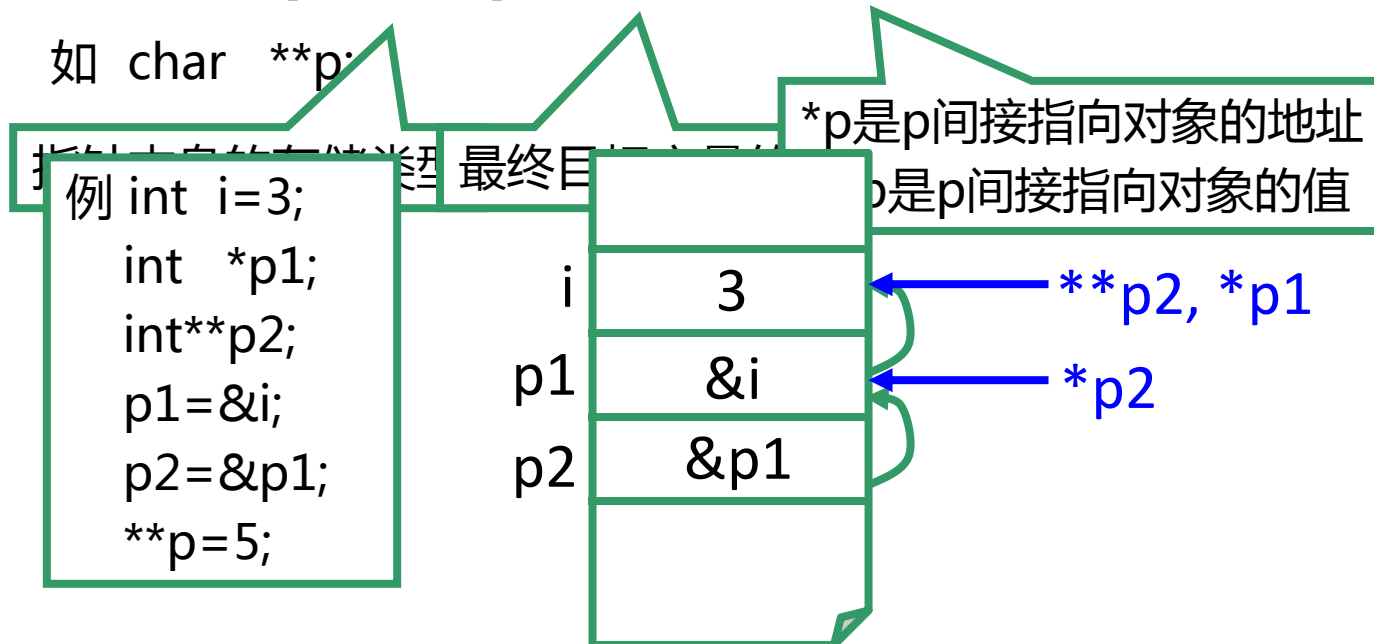 如 char **p;
*p是p间接指向对象的地址
p是p间接指向对象的值
类型
最终目
例 int i=3;
int *p1;
int**p2;
p1=&i;
p2=&p1;
**p=5;
i 3 **p2, *p1
p1 &i *p2
p2 &p1